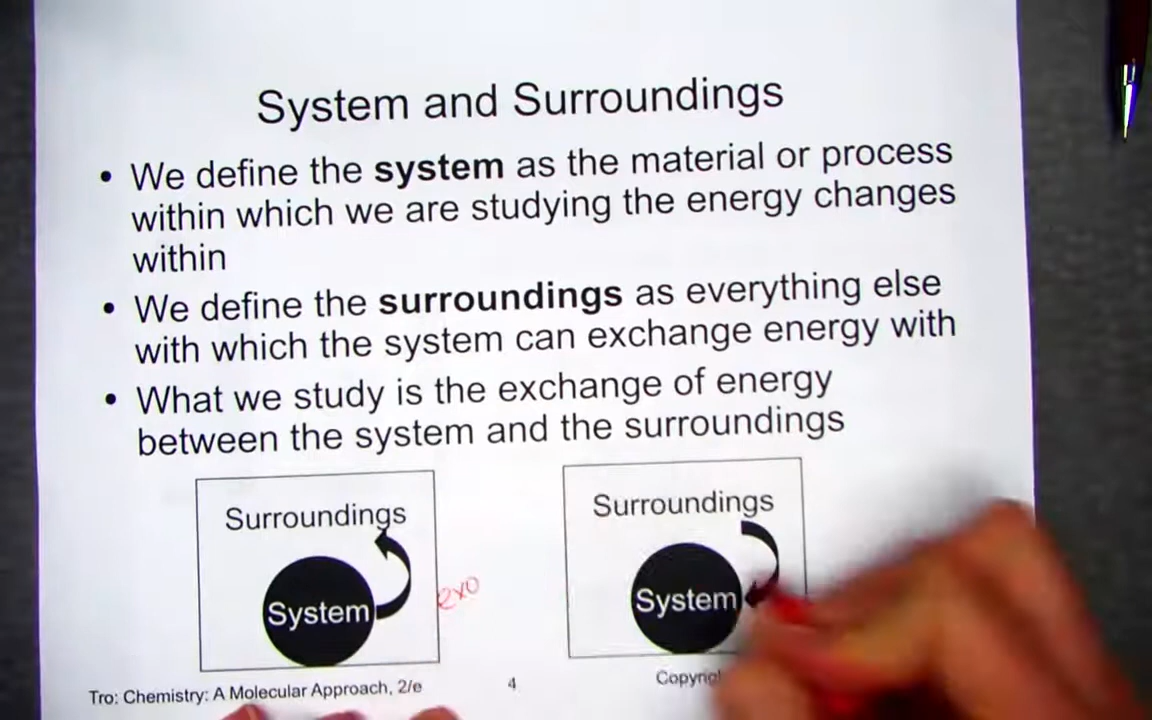 System and Surroundings
• We define the system as the material or process
within which we are studying the energy changes
within
• We define the surroundings as everything else
with which the system can exchange energy with
• What we study is the exchange of energy
between the system and the surroundings
Surroundings
System
exo
Surroundings
System
Tro: Chemistry: A Molecular Approach, 2/e
4